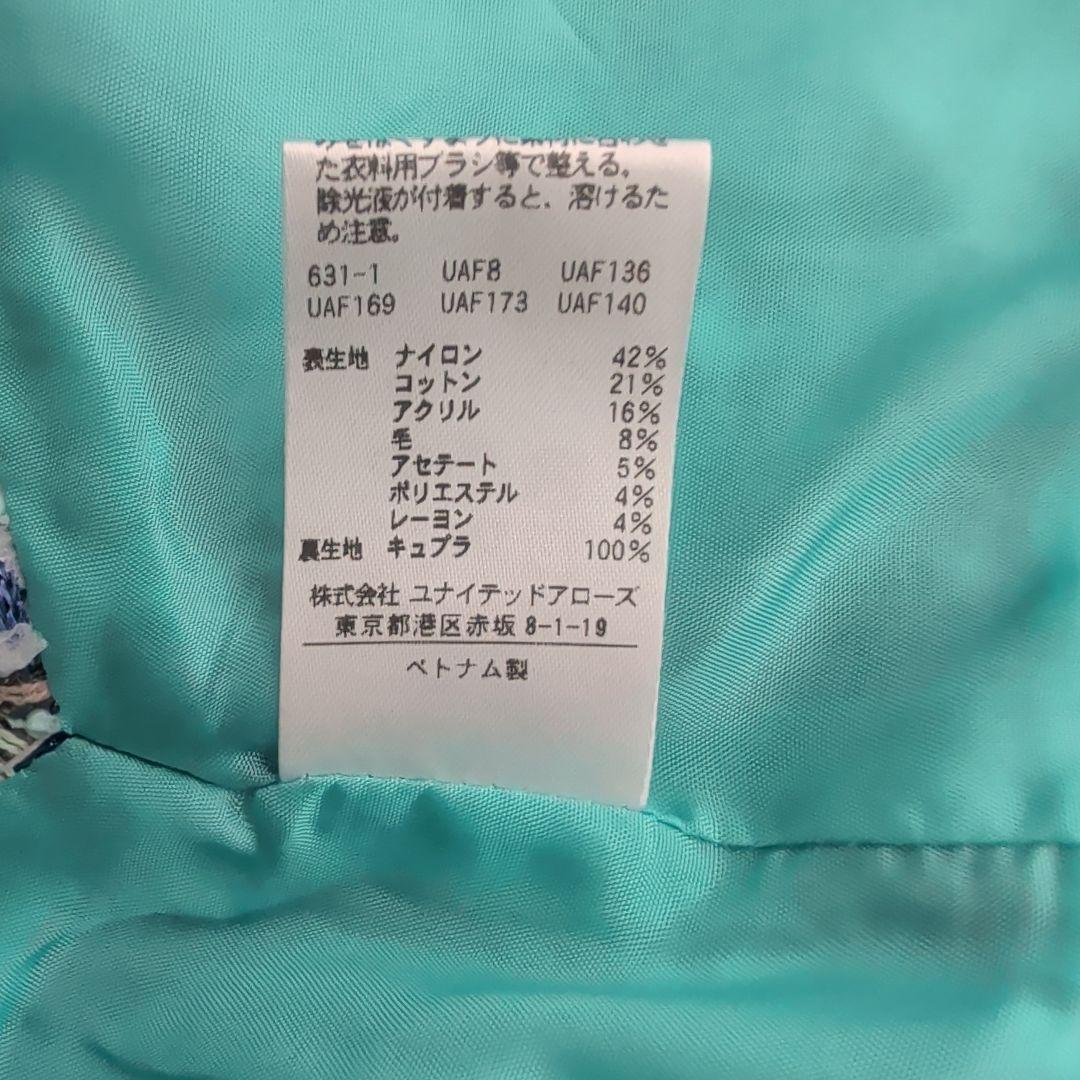 た衣料用ブラシ等で整える。
除光液が付着すると、溶けるた
め注意。
631-1 UAF8 UAF136
UAF169 UAF173 UAF140
表生地 ナイロン 42%
コットン 21%
アクリル 16%
毛 8%
アセテート 5%
ポリエステル 4%
レーヨン 4%
裏生地 キュプラ 100%
株式会社 ユナイテッドアローズ
東京都港区赤坂 8-1-19
ベトナム製